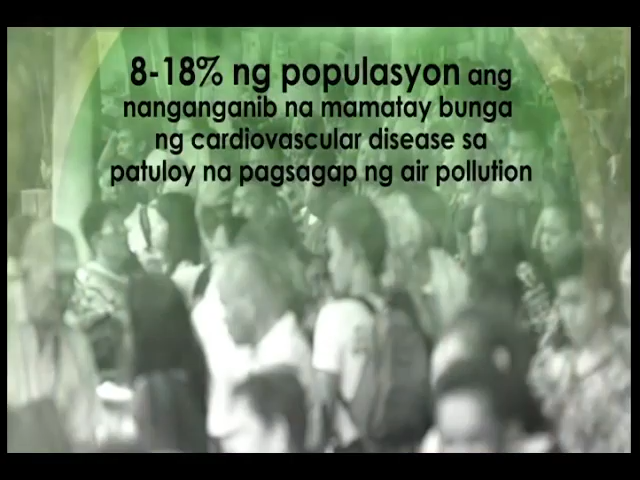 8-18% ng populasyon ang
nanganganib na mamatay bunga
ng cardiovascular disease sa
patuloy na pagsagap ng air pollution